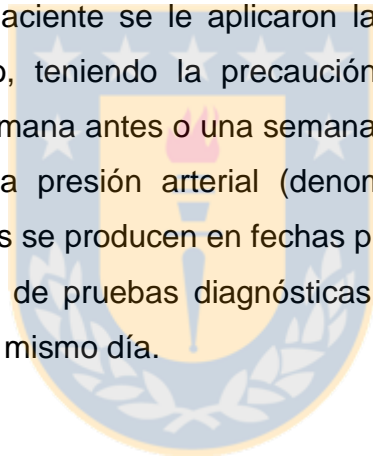 aciente se le aplicaron la
o, teniendo la precaución
mana antes o una semana
a presión arterial (denom
s se producen en fechas p
de pruebas diagnósticas
mismo día.